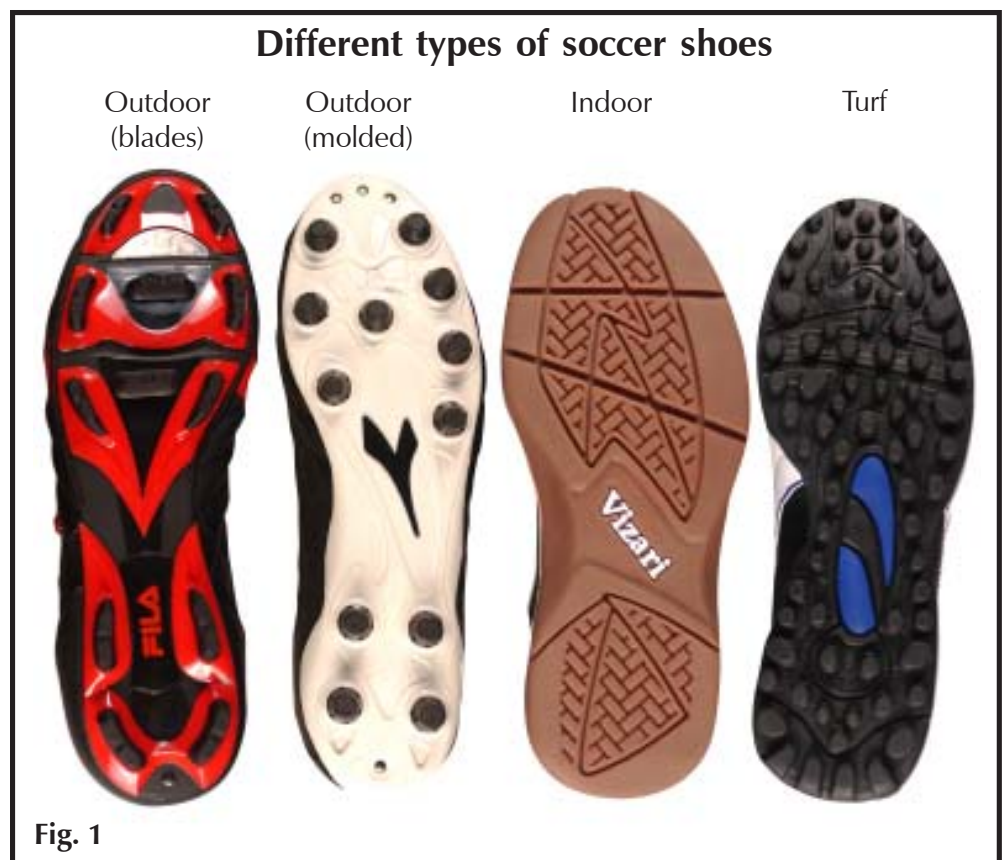 Different types of soccer shoes
Outdoor
(blades)
Outdoor
(molded)
Indoor
Turf
FILA
Vizari
Fig. 1